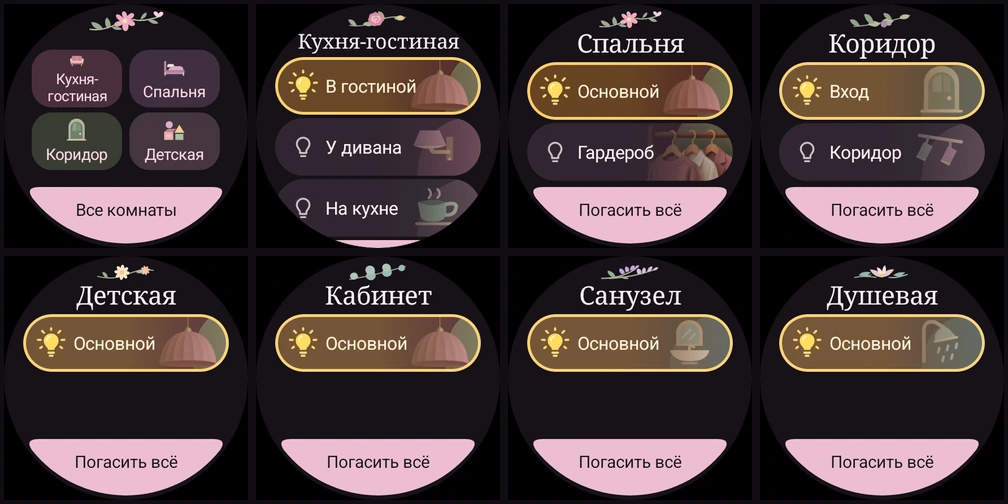 Кухня-
гостиная
Спальня
Коридор
Детская
Все комнаты
Кухня-гостиная
В гостиной
У дивана
На кухне
Спальня
Основной
Гардероб
Погасить всё
Коридор
Вход
Коридор
Погасить всё
Детская
Основной
Погасить всё
Кабинет
Основной
Погасить всё
Санузел
Основной
Погасить всё
Душевая
Основной
Погасить всё